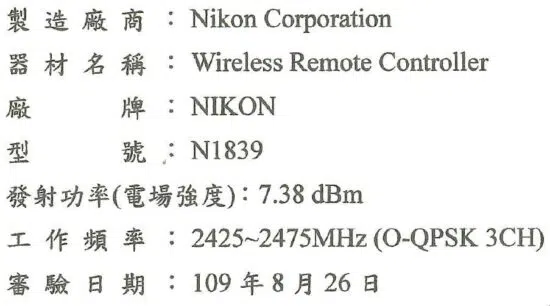 製造廠商：Nikon Corporation
器材名稱：Wireless Remote Controller
廠牌：NIKON
型號：N1839
發射功率(電場強度)：7.38 dBm
工作頻率：2425~2475MHz (O-QPSK 3CH)
審驗日期：109 年 8 月 26 日